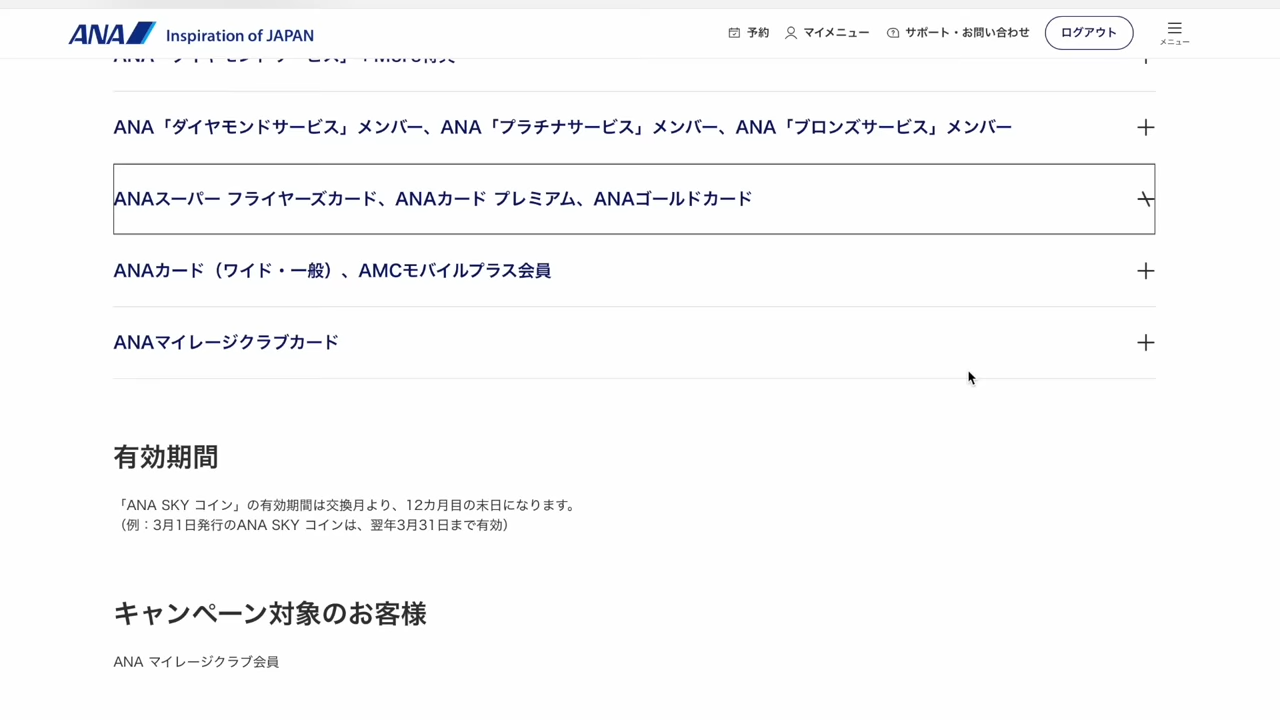 ANA Inspiration of JAPAN
予約
マイメニュー
サポート・お問い合わせ
ログアウト
メニュー
ANA「ダイヤモンドサービス」メンバー、ANA「プラチナサービス」メンバー、ANA「ブロンズサービス」メンバー
ANAスーパー フライヤーズカード、ANAカード プレミアム、ANAゴールドカード
ANAカード（ワイド・一般）、AMCモバイルプラス会員
ANAマイレージクラブカード
有効期間
「ANA SKY コイン」の有効期間は交換月より、12カ月目の末日になります。
（例：3月1日発行のANA SKY コインは、翌年3月31日まで有効）
キャンペーン対象のお客様
ANA マイレージクラブ会員